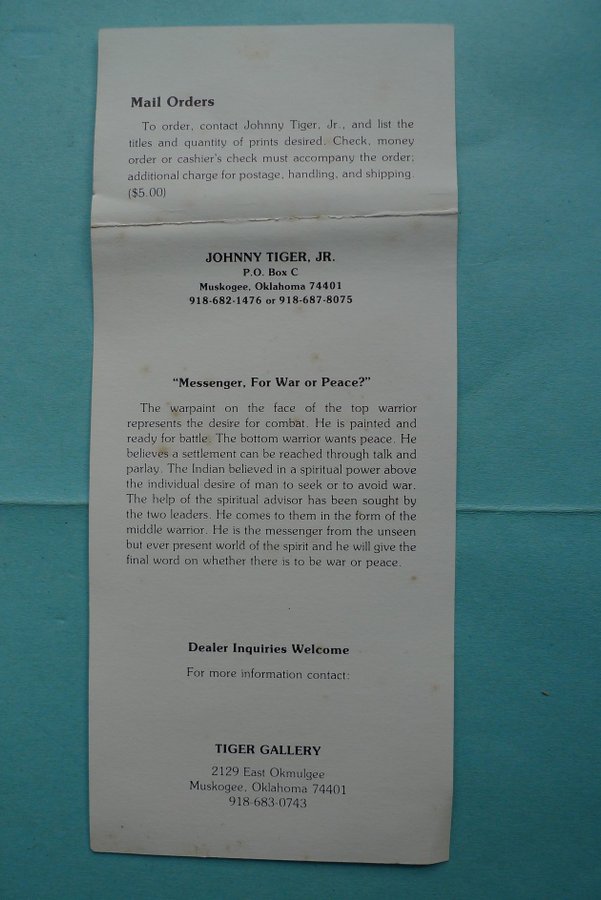 Mail Orders
To order, contact Johnny Tiger, Jr., and list the
titles and quantity of prints desired. Check, money
order or cashier's check must accompany the order;
additional charge for postage, handling, and shipping.
($5.00)
JOHNNY TIGER, JR.
P.O. Box C
Muskogee, Oklahoma 74401
918-682-1476 or 918-687-8075
"Messenger, For War or Peace?"
The warpaint on the face of the top warrior
represents the desire for combat. He is painted and
ready for battle. The bottom warrior wants peace. He
believes a settlement can be reached through talk and
parlay. The Indian believed in a spiritual power above
the individual desire of man to seek or to avoid war.
The help of the spiritual advisor has been sought by
the two leaders. He comes to them in the form of the
middle warrior. He is the messenger from the unseen
but ever present world of the spirit and he will give the
final word on whether there is to be war or peace.
Dealer Inquiries Welcome
For more information contact:
TIGER GALLERY
2129 East Okmulgee
Muskogee, Oklahoma 74401
918-683-0743